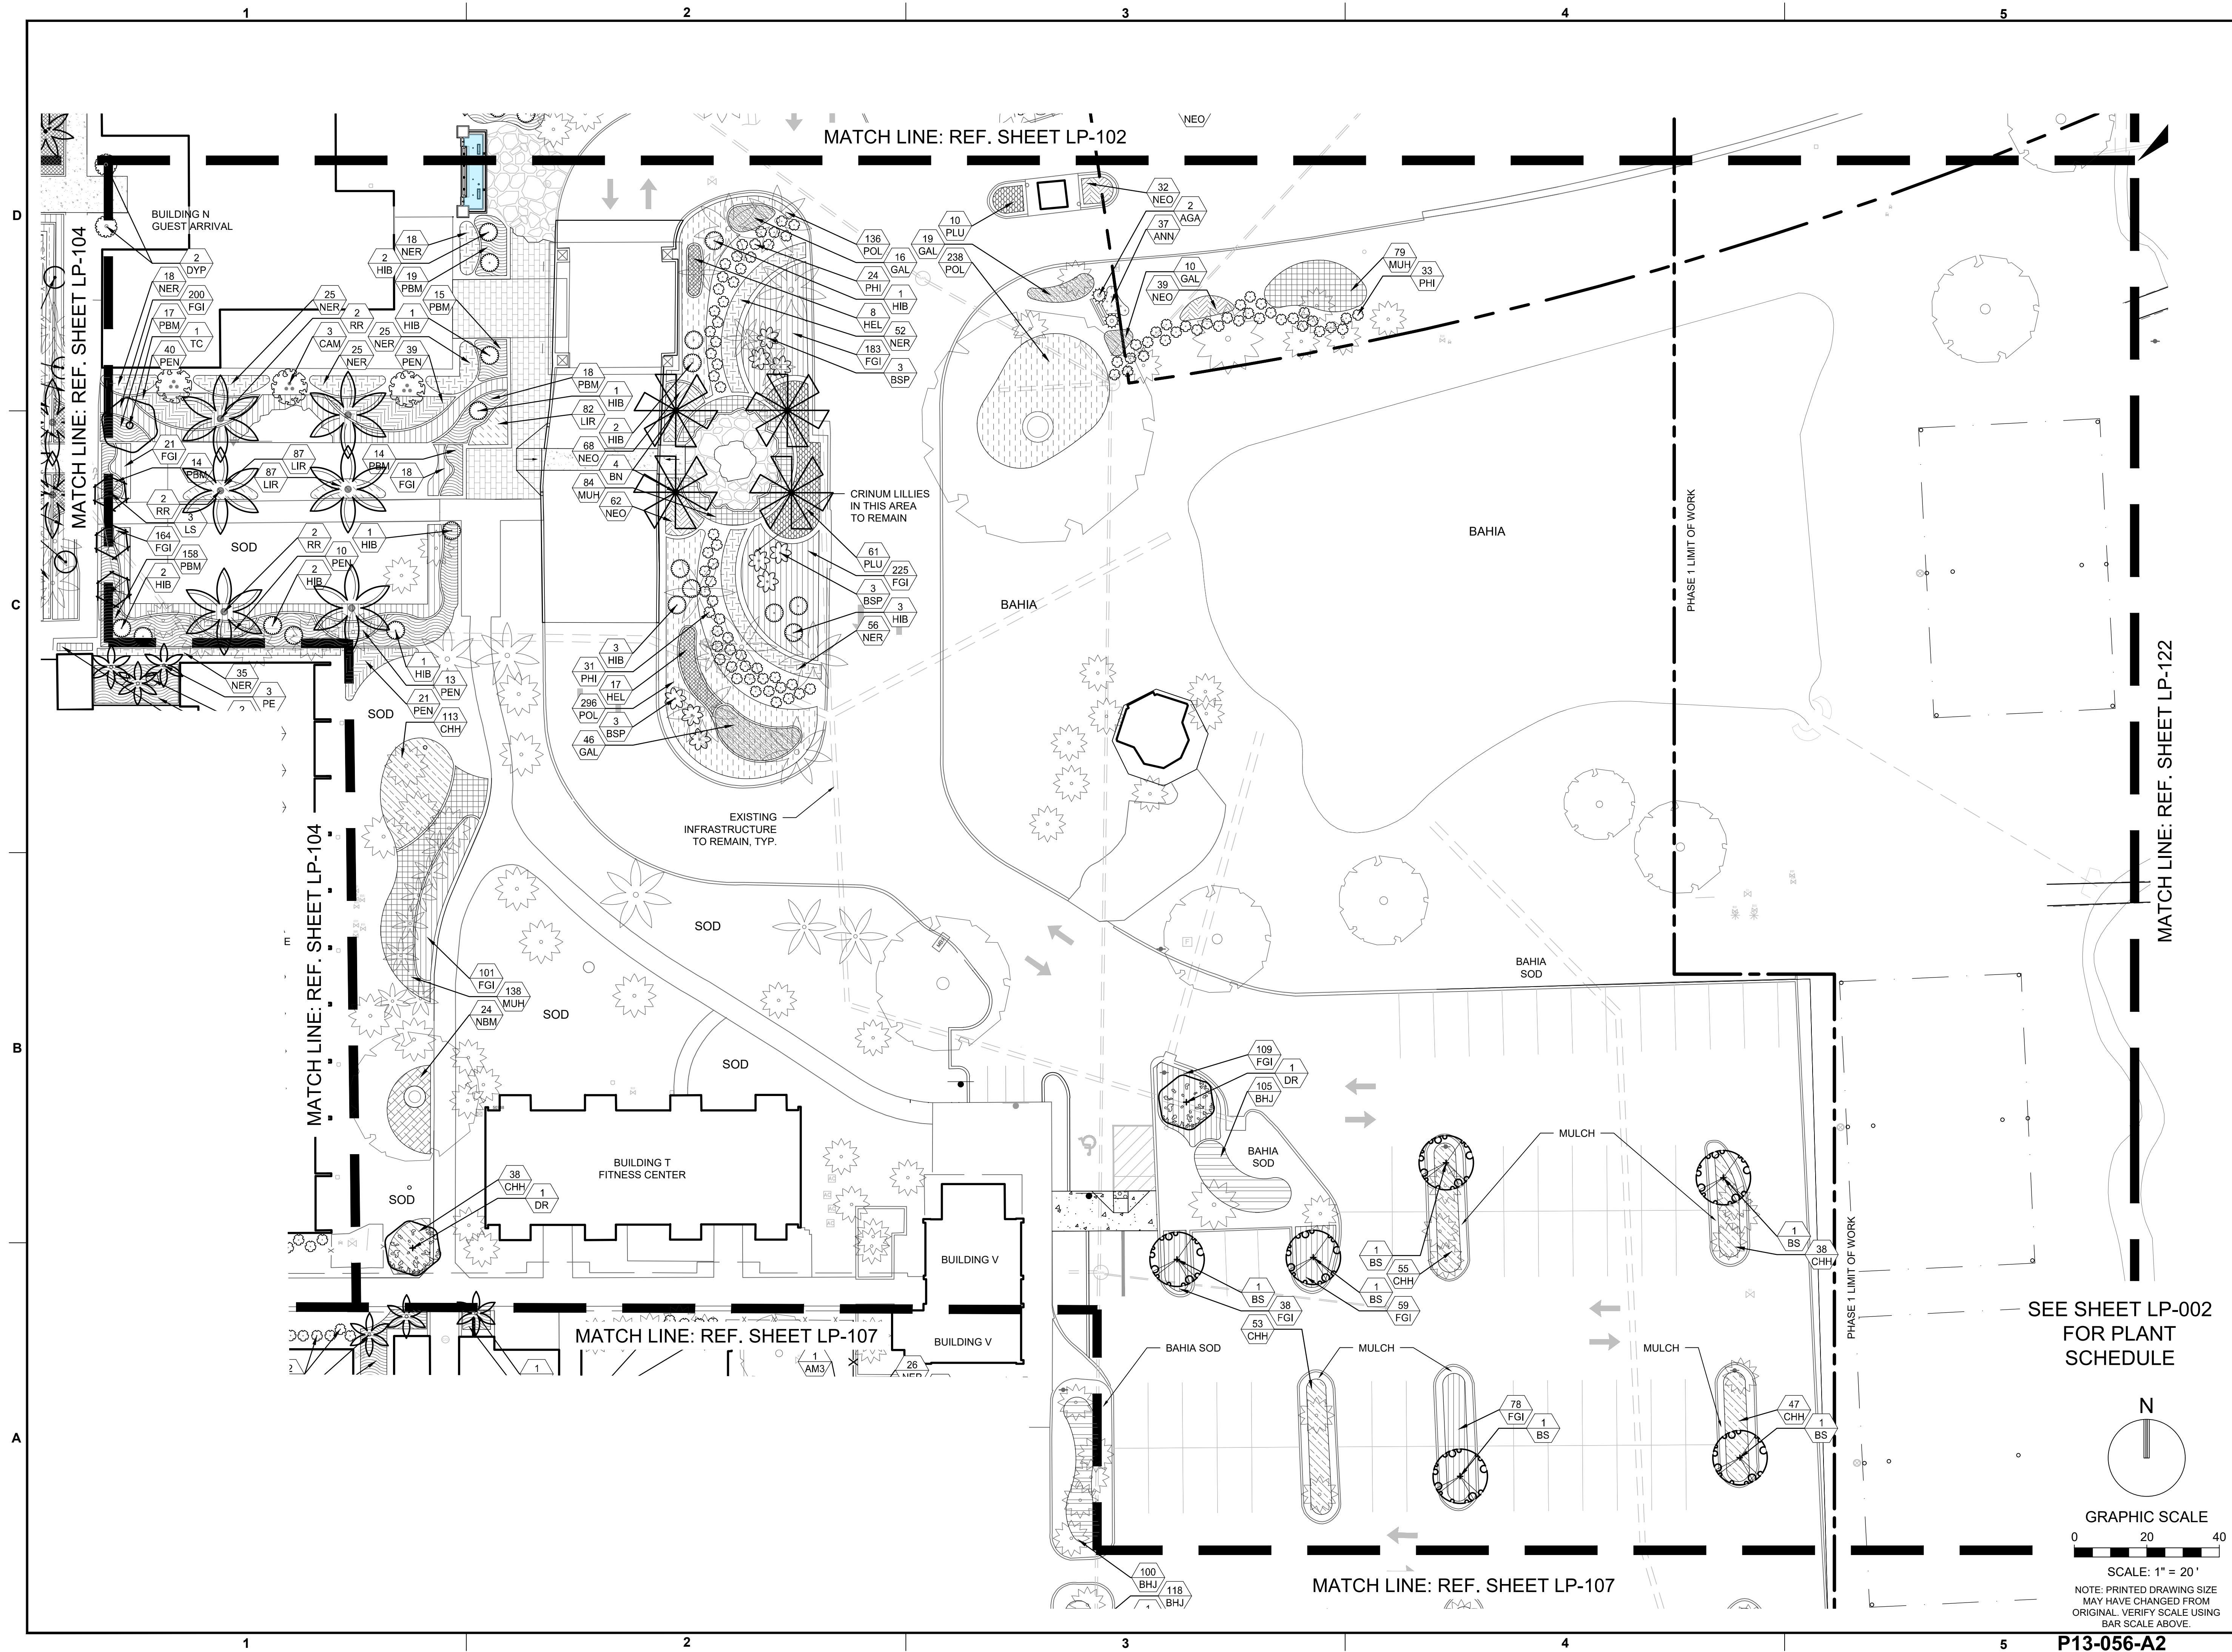 1
2
3
4
5
NEO
MATCH LINE: REF. SHEET LP-102
D
BUILDING N
GUEST ARRIVAL
MATCH LINE: REF. SHEET LP-104
2
DYP
18
NER
200
FGI
17
PBM
1
TC
40
PEN
25
NER
2
RR
3
CAM
25
NER
25
NER
39
PEN
1
HIB
18
NER
2
HIB
19
PBM
15
PBM
21
FGI
14
PBM
87
LIR
87
LIR
14
PBM
18
FGI
2
RR
3
LS
164
FGI
158
PBM
2
HIB
SOD
2
RR
10
PEN
2
HIB
1
HIB
35
NER
3
PE
2
1
HIB
13
PEN
21
PEN
SOD
113
CHH
18
PBM
1
HIB
82
LIR
2
HIB
68
NEO
4
BN
84
MUH
62
NEO
136
POL
16
GAL
24
PHI
1
HIB
8
HEL
52
NER
183
FGI
3
BSP
CRINUM LILLIES
IN THIS AREA
TO REMAIN
61
PLU
225
FGI
3
BSP
3
HIB
56
NER
3
HIB
31
PHI
17
HEL
296
POL
3
BSP
46
GAL
EXISTING
INFRASTRUCTURE
TO REMAIN, TYP.
10
PLU
19
GAL
238
POL
32
NEO
2
AGA
37
ANN
10
GAL
39
NEO
79
MUH
33
PHI
BAHIA
BAHIA
PHASE 1 LIMIT OF WORK
MATCH LINE: REF. SHEET LP-122
C
MATCH LINE: REF. SHEET LP-104
E
SOD
101
FGI
138
MUH
24
NBM
SOD
SOD
BAHIA
SOD
B
109
FGI
1
DR
105
BHJ
BAHIA
SOD
MULCH
BUILDING T
FITNESS CENTER
38
CHH
1
DR
SOD
BUILDING V
BUILDING V
1
BS
38
FGI
1
BS
59
FGI
1
BS
55
CHH
1
BS
38
CHH
PHASE 1 LIMIT OF WORK
MATCH LINE: REF. SHEET LP-107
2
1
1
AM3
26
NER
53
CHH
BAHIA SOD
MULCH
MULCH
78
FGI
1
BS
47
CHH
1
BS
A
100
BHJ
118
BHJ
1
MATCH LINE: REF. SHEET LP-107
SEE SHEET LP-002
FOR PLANT
SCHEDULE
N
GRAPHIC SCALE
0 20 40
SCALE: 1" = 20 '
NOTE: PRINTED DRAWING SIZE
MAY HAVE CHANGED FROM
ORIGINAL. VERIFY SCALE USING
BAR SCALE ABOVE.
1
2
3
4
5
P13-056-A2